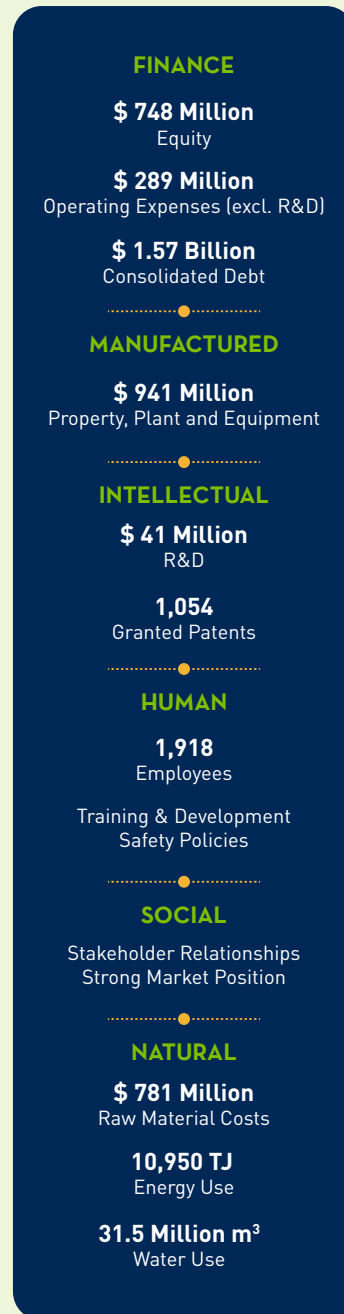 FINANCE
$ 748 Million
Equity
$ 289 Million
Operating Expenses (excl. R&D)
$ 1.57 Billion
Consolidated Debt
MANUFACTURED
$ 941 Million
Property, Plant and Equipment
INTELLECTUAL
$ 41 Million
R&D
1,054
Granted Patents
HUMAN
1,918
Employees
Training & Development
Safety Policies
SOCIAL
Stakeholder Relationships
Strong Market Position
NATURAL
$ 781 Million
Raw Material Costs
10,950 TJ
Energy Use
31.5 Million m³
Water Use